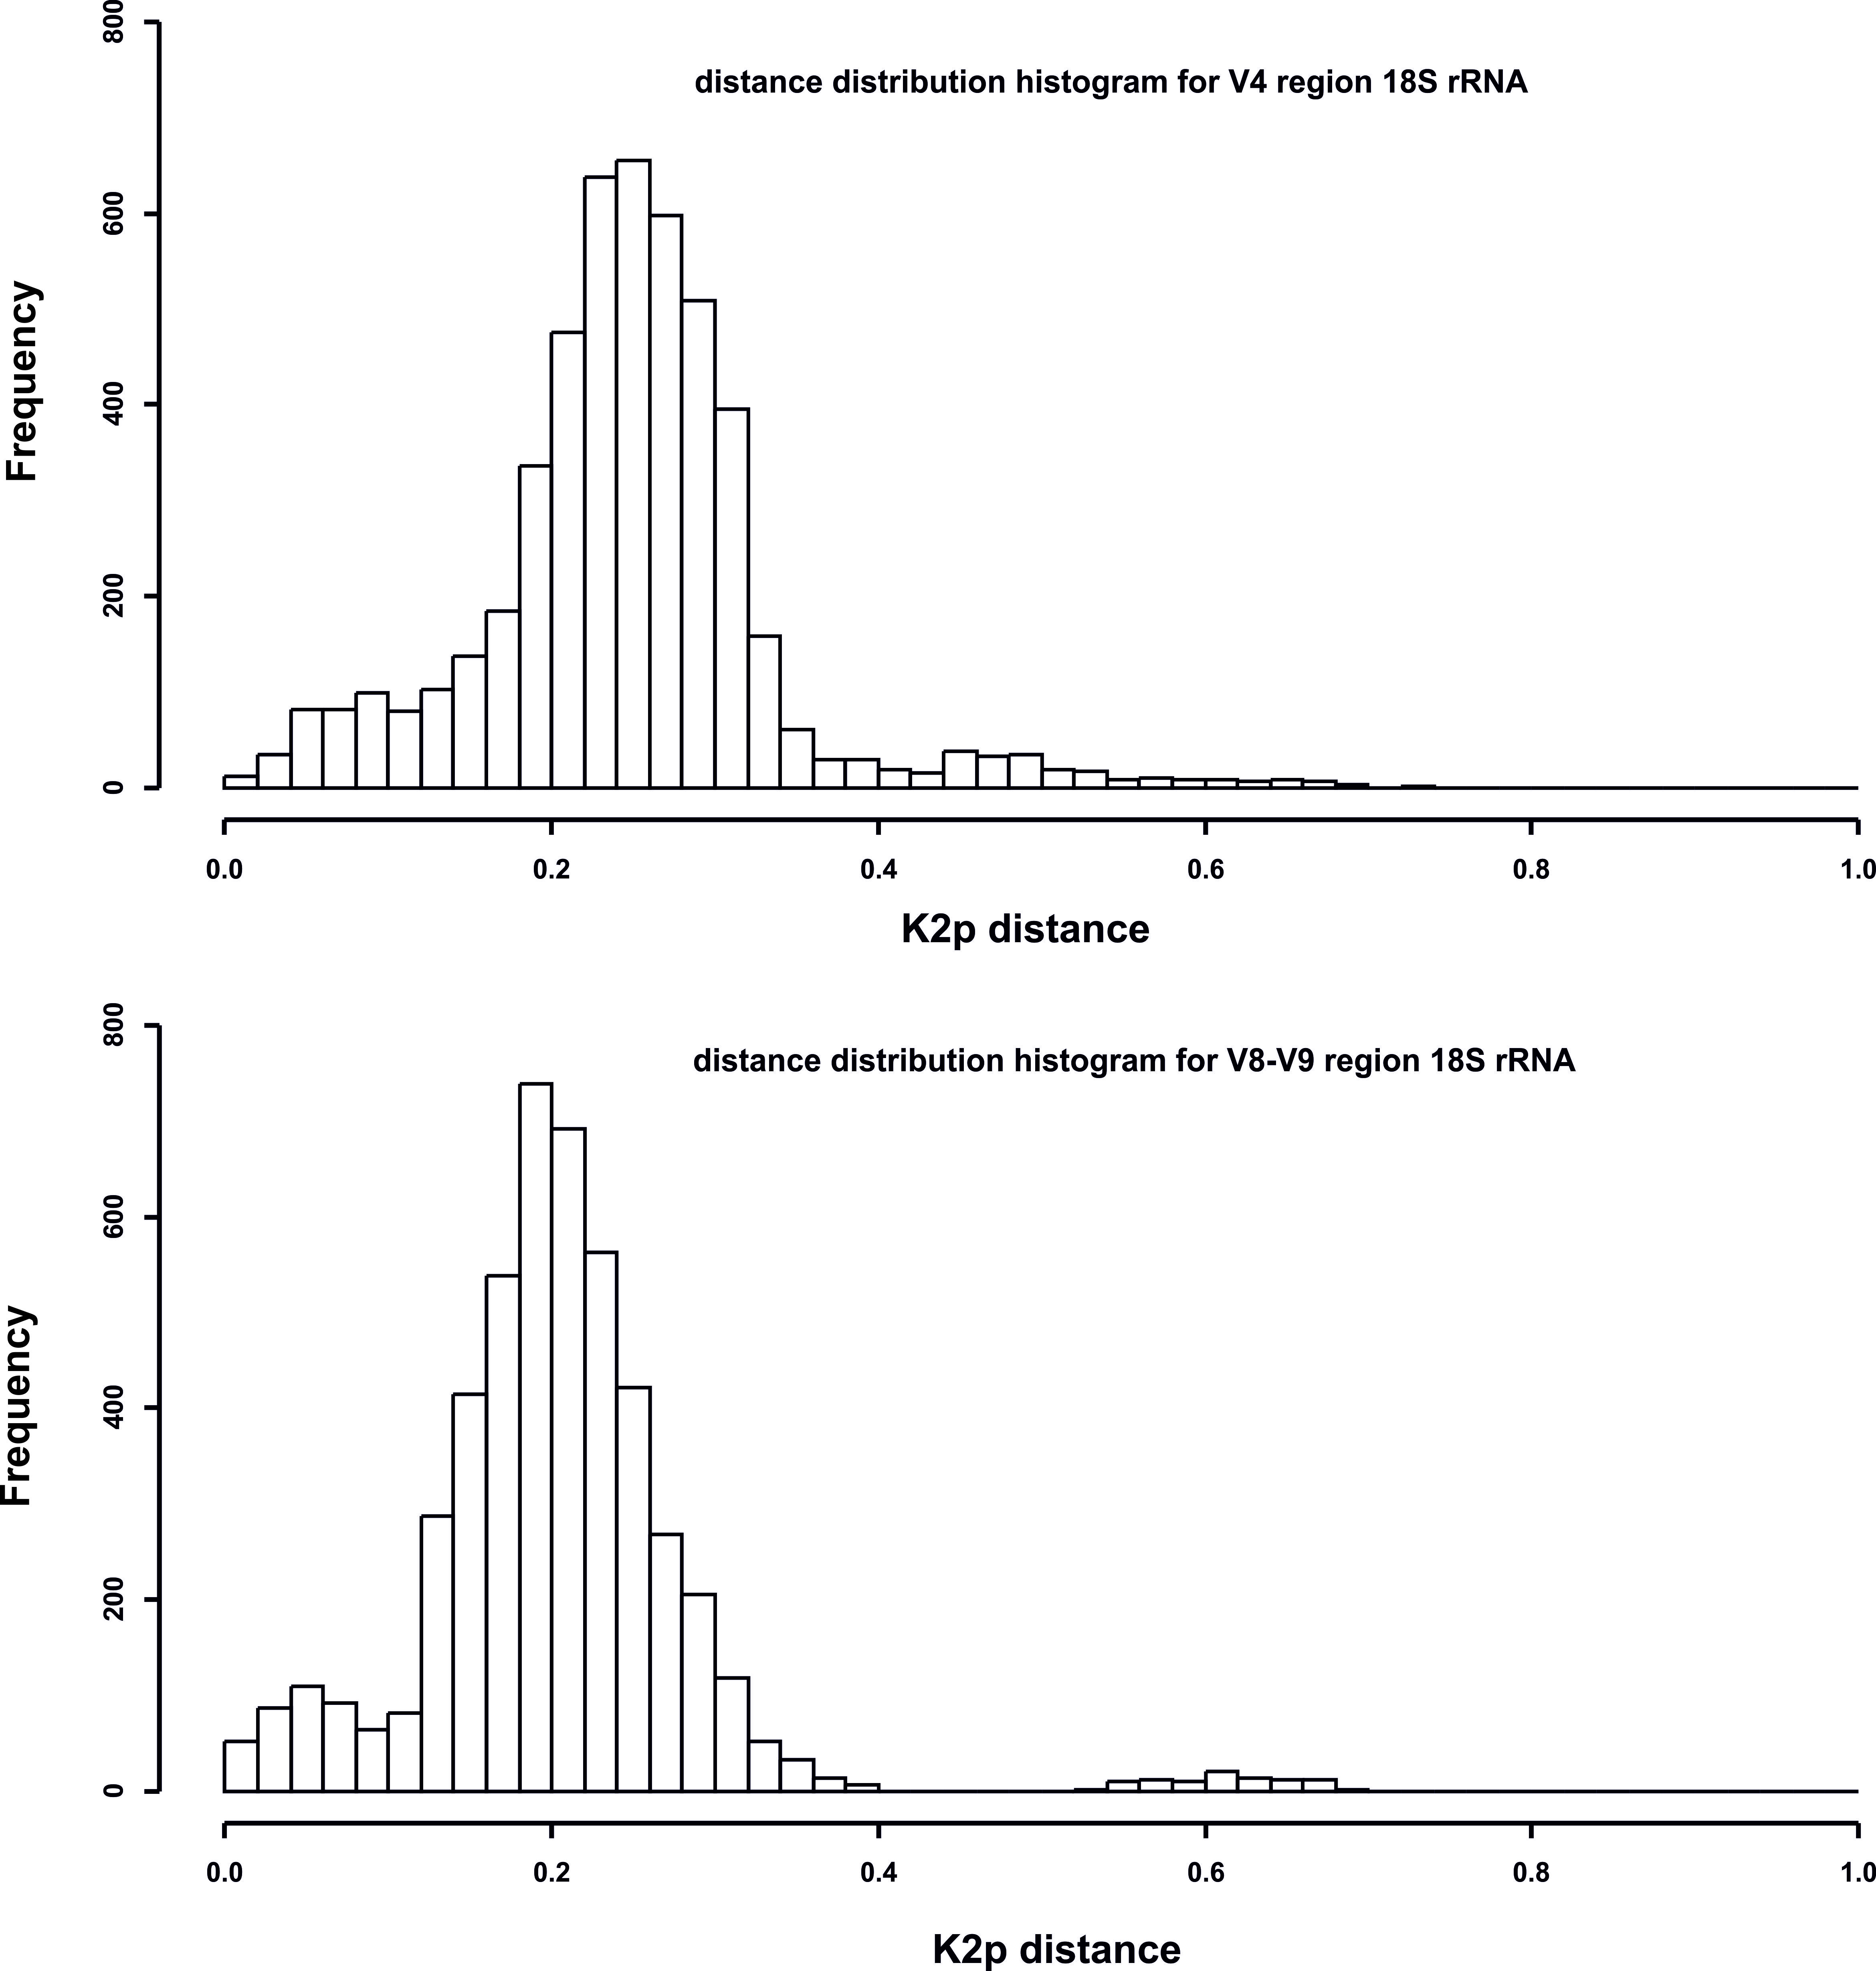 distance distribution histogram for V4 region 18S rRNA
Frequency
800
600
400
200
0
0.0 0.2 0.4 0.6 0.8 1.0
K2p distance
distance distribution histogram for V8-V9 region 18S rRNA
Frequency
800
600
400
200
0
0.0 0.2 0.4 0.6 0.8 1.0
K2p distance